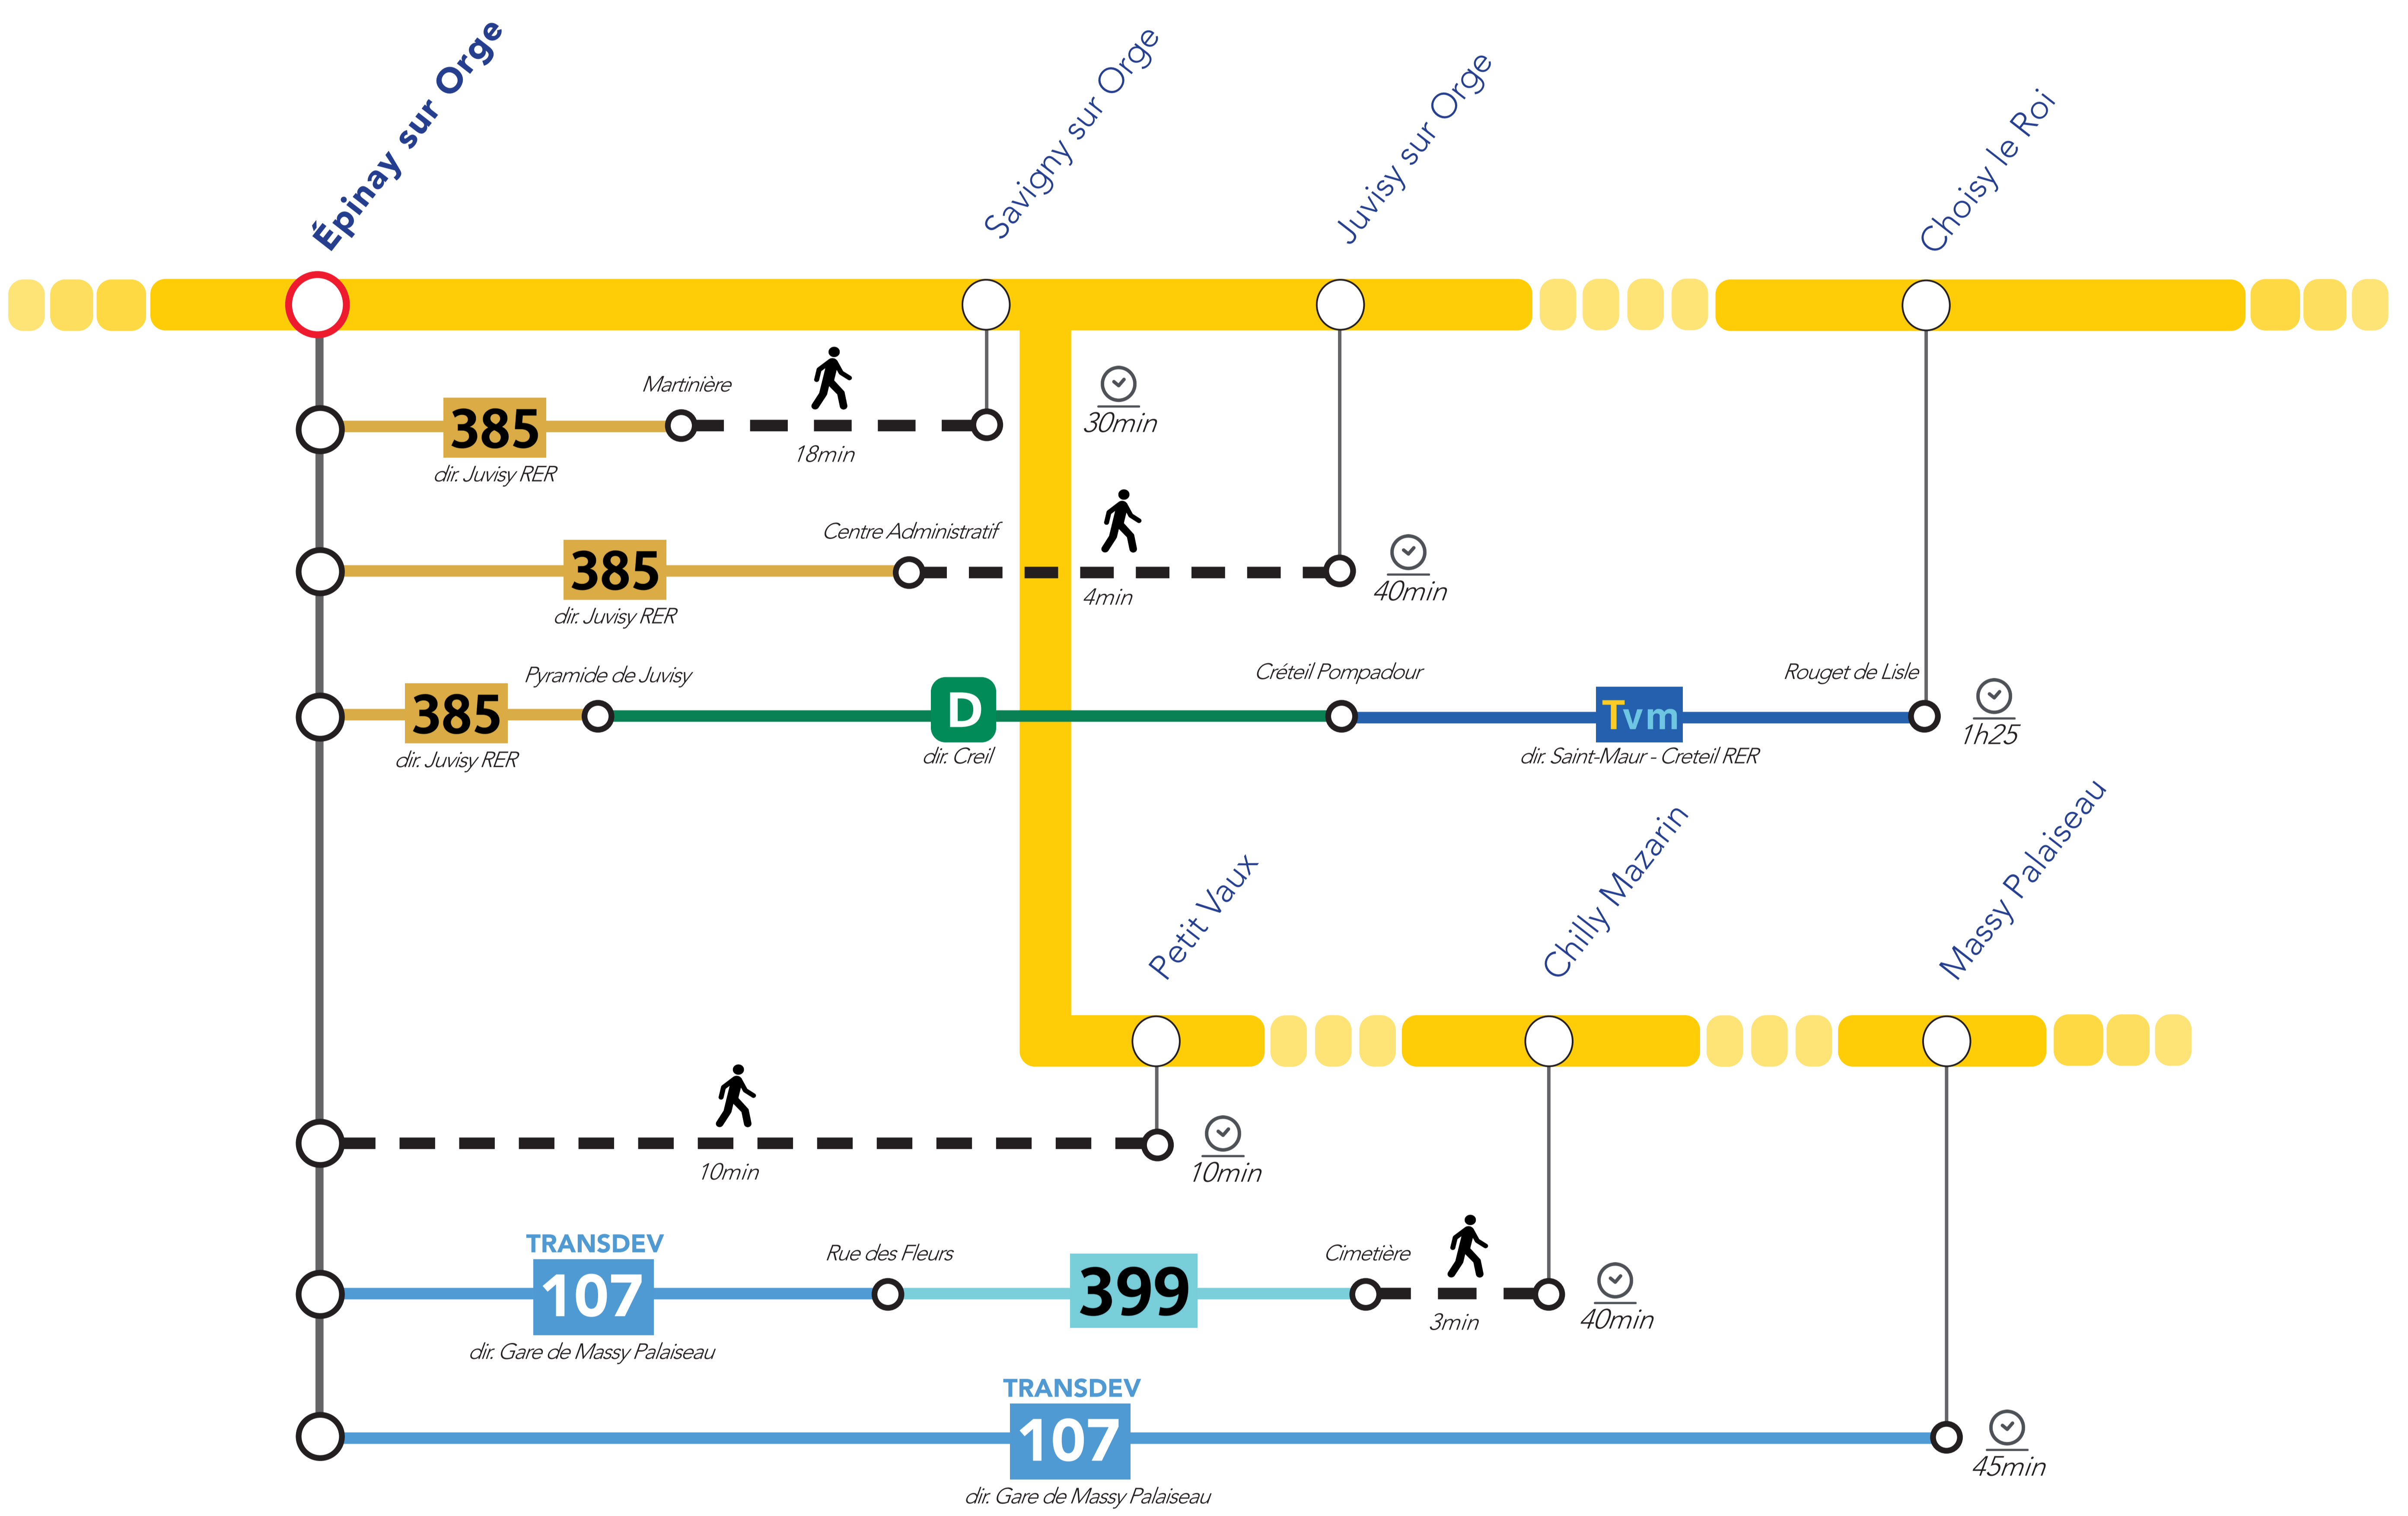 Épinay sur Orge
Savigny sur Orge
Juvisy sur Orge
Choisy le Roi
Martinière
385
dir. Juvisy RER
18min
30min
Centre Administratif
385
dir. Juvisy RER
4min
40min
Pyramide de Juvisy
385
dir. Juvisy RER
D
dir. Creil
Créteil Pompadour
Tvm
dir. Saint-Maur - Creteil RER
Rouget de Lisle
1h25
Petit Vaux
Chilly Mazarin
Massy Palaiseau
10min
10min
TRANSDEV
107
dir. Gare de Massy Palaiseau
Rue des Fleurs
399
Cimetière
3min
40min
TRANSDEV
107
dir. Gare de Massy Palaiseau
45min